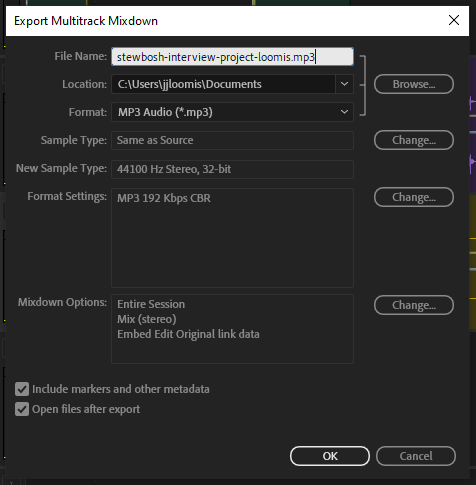 Export Multitrack Mixdown
File Name: stewbosh-interview-project-loomis.mp3
Location: C:\Users\jjloomis\Documents Browse...
Format: MP3 Audio (*.mp3)
Sample Type: Same as Source Change...
New Sample Type: 44100 Hz Stereo, 32-bit
Format Settings: MP3 192 Kbps CBR Change...
Mixdown Options: Entire Session Change...
Mix (stereo)
Embed Edit Original link data
Include markers and other metadata
Open files after export
OK Cancel